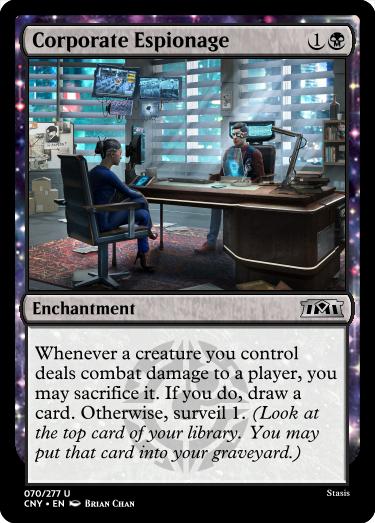 Corporate Espionage 1
Enchantment
Whenever a creature you control
deals combat damage to a player, you
may sacrifice it. If you do, draw a
card. Otherwise, surveil 1. (Look at
the top card of your library. You may
put that card into your graveyard.)
070/277 U
Stasis
CNY • EN Brian Chan